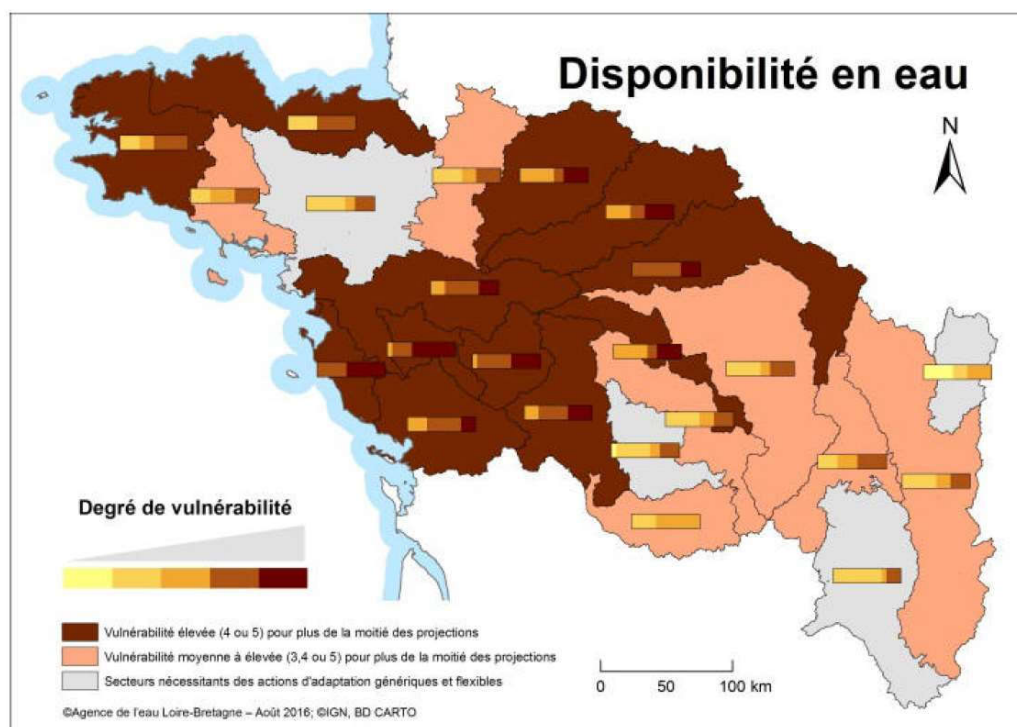 Disponibilité en eau
N
Degré de vulnérabilité
Vulnérabilité élevée (4 ou 5) pour plus de la moitié des projections
Vulnérabilité moyenne à élevée (3,4 ou 5) pour plus de la moitié des projections
Secteurs nécessitants des actions d'adaptation génériques et flexibles
0 50 100 km
©Agence de l'eau Loire-Bretagne – Août 2016; ©IGN, BD CARTO